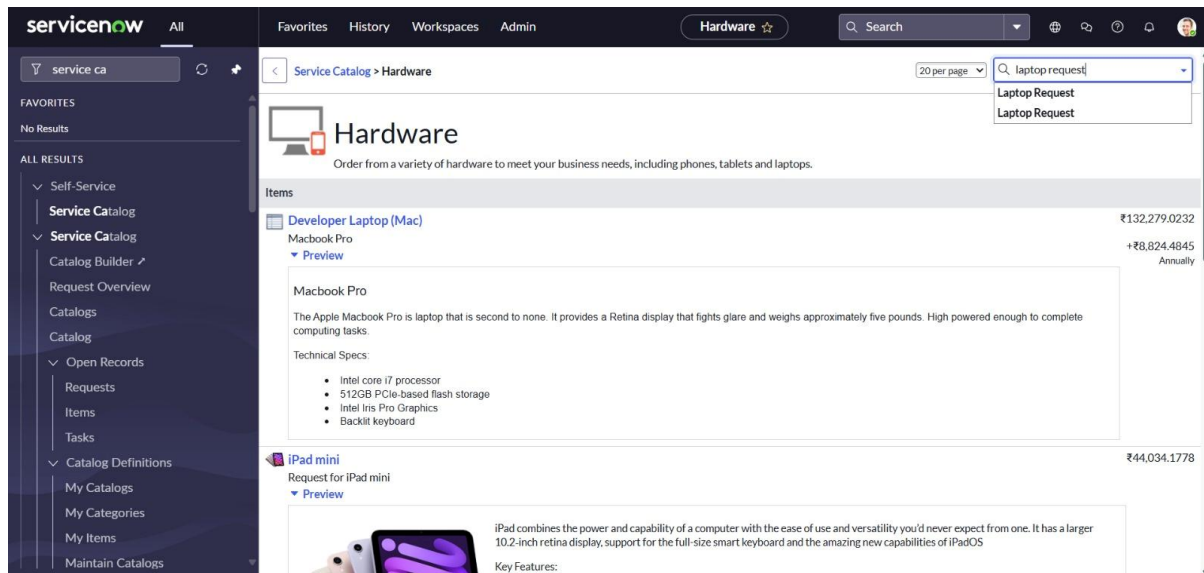 servicenow All Favorites History Workspaces Admin Hardware Search
service ca
FAVORITES
No Results
ALL RESULTS
Self-Service
Service Catalog
Service Catalog
Catalog Builder
Request Overview
Catalogs
Catalog
Open Records
Requests
Items
Tasks
Catalog Definitions
My Catalogs
My Categories
My Items
Maintain Catalogs
Service Catalog > Hardware
20 per page
laptop request
Laptop Request
Laptop Request
Hardware
Order from a variety of hardware to meet your business needs, including phones, tablets and laptops.
Items
Developer Laptop (Mac) ₹132,279.0232
Macbook Pro +₹8,824.4845
Preview Annually
Macbook Pro
The Apple Macbook Pro is laptop that is second to none. It provides a Retina display that fights glare and weighs approximately five pounds. High powered enough to complete
computing tasks.
Technical Specs:
• Intel core i7 processor
• 512GB PCIe-based flash storage
• Intel Iris Pro Graphics
• Backlit keyboard
iPad mini ₹44,034.1778
Request for iPad mini
Preview
iPad combines the power and capability of a computer with the ease of use and versatility you'd never expect from one. It has a larger
10.2-inch retina display, support for the full-size smart keyboard and the amazing new capabilities of iPadOS
Key Features: